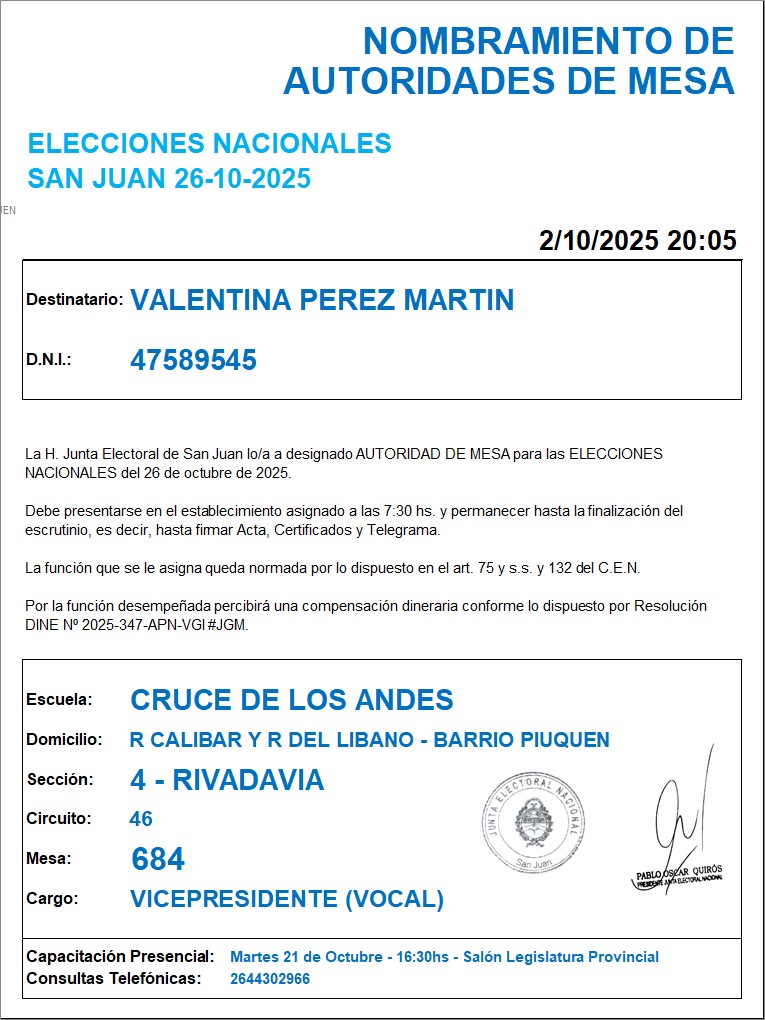 NOMBRAMIENTO DE
AUTORIDADES DE MESA
ELECCIONES NACIONALES
SAN JUAN 26-10-2025
2/10/2025 20:05
Destinatario: VALENTINA PEREZ MARTIN
D.N.I.: 47589545
La H. Junta Electoral de San Juan lo/a a designado AUTORIDAD DE MESA para las ELECCIONES
NACIONALES del 26 de octubre de 2025.
Debe presentarse en el establecimiento asignado a las 7:30 hs. y permanecer hasta la finalización del
escrutinio, es decir, hasta firmar Acta, Certificados y Telegrama.
La función que se le asigna queda normada por lo dispuesto en el art. 75 y s.s. y 132 del C.E.N.
Por la función desempeñada percibirá una compensación dineraria conforme lo dispuesto por Resolución
DINE Nº 2025-347-APN-VGI#JGM.
Escuela: CRUCE DE LOS ANDES
Domicilio: R CALIBAR Y R DEL LIBANO - BARRIO PIUQUEN
Sección: 4 - RIVADAVIA
Circuito: 46
Mesa: 684
Cargo: VICEPRESIDENTE (VOCAL)
JUNTA ELECTORAL NACIONAL
San Juan
PABLO OSCAR QUIRÓS
PRESIDENTE JUNTA ELECTORAL NACIONAL
Capacitación Presencial: Martes 21 de Octubre - 16:30hs - Salón Legislatura Provincial
Consultas Telefónicas: 2644302966